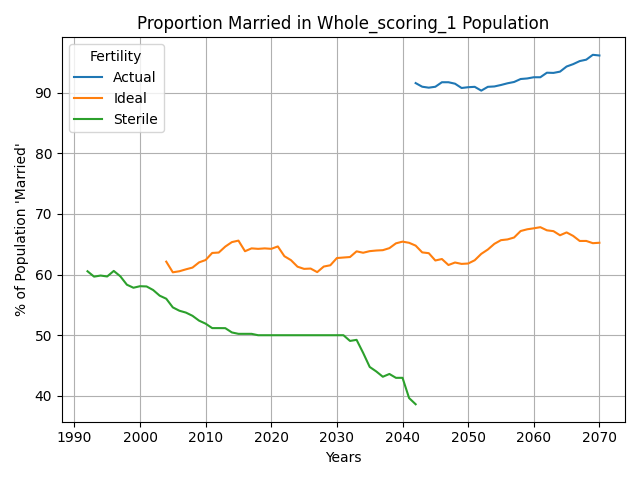 Proportion Married in Whole_scoring_1 Population
Fertility
Actual
Ideal
Sterile
% of Population 'Married'
90
80
70
60
50
40
1990
2000
2010
2020
2030
2040
2050
2060
2070
Years